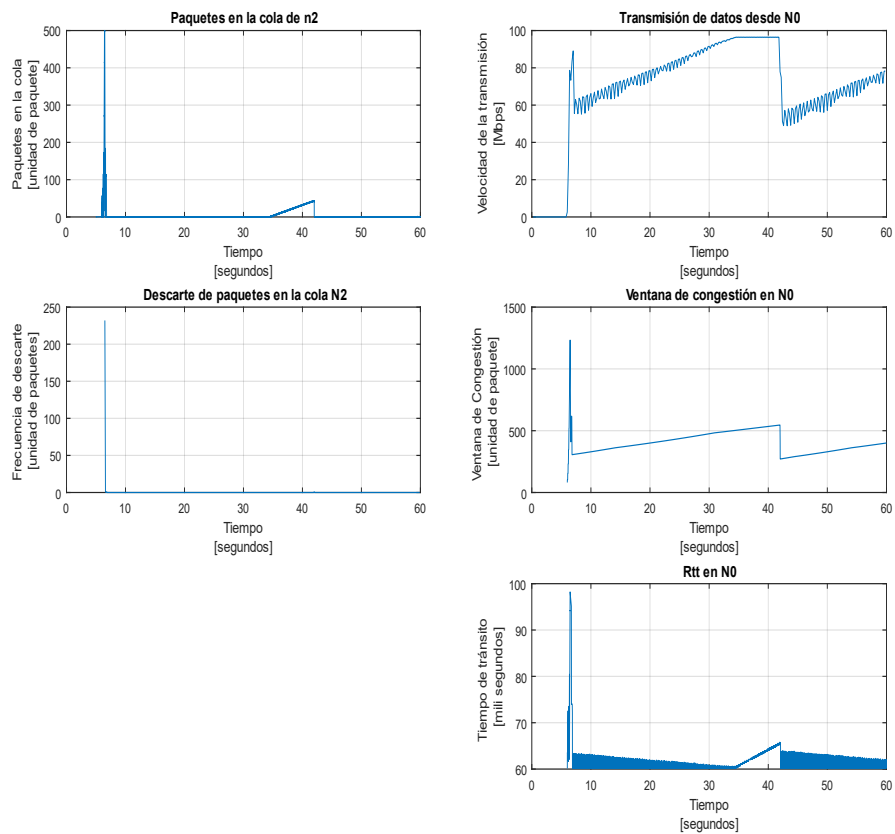 Paquetes en la cola de n2
Paquetes en la cola
[unidad de paquete]
500
400
300
200
100
0
0 10 20 30 40 50 60
Tiempo
[segundos]
Transmisión de datos desde N0
Velocidad de la transmisión
[Mbps]
100
80
60
40
20
0
0 10 20 30 40 50 60
Tiempo
[segundos]
Descarte de paquetes en la cola N2
Frecuencia de descarte
[unidad de paquetes]
250
200
150
100
50
0
0 10 20 30 40 50 60
Tiempo
[segundos]
Ventana de congestión en N0
Ventana de Congestión
[unidad de paquete]
1500
1000
500
0
0 10 20 30 40 50 60
Tiempo
[segundos]
Rtt en N0
Tiempo de tránsito
[mili segundos]
100
90
80
70
60
0 10 20 30 40 50 60
Tiempo
[segundos]